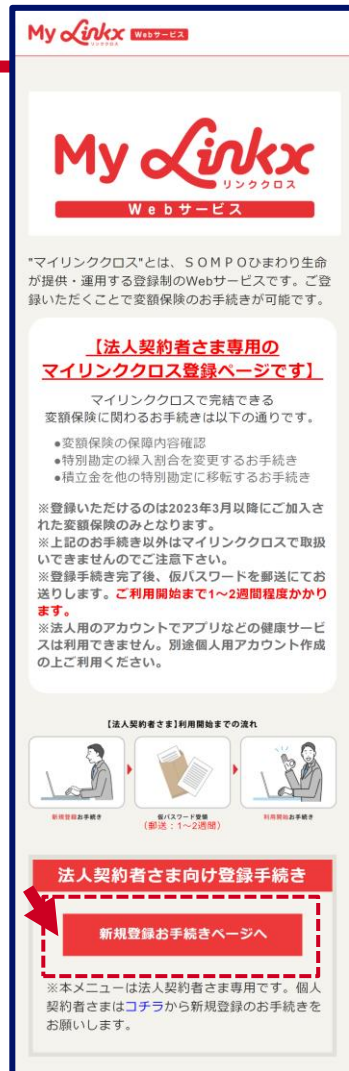 My Linkx Webサービス
リンククロス
My Linkx
リンククロス
Webサービス
"マイリンククロス"とは、ＳＯＭＰＯひまわり生命
が提供・運用する登録制のWebサービスです。ご登
録いただくことで変額保険のお手続きが可能です。
【法人契約者さま専用の
マイリンククロス登録ページです】
マイリンククロスで完結できる
変額保険に関わるお手続きは以下の通りです。
●変額保険の保障内容確認
●特別勘定の繰入割合を変更するお手続き
●積立金を他の特別勘定に移転するお手続き
※登録いただけるのは2023年3月以降にご加入さ
れた変額保険のみとなります。
※上記のお手続き以外はマイリンククロスで取扱
いできませんのでご注意下さい。
※登録手続き完了後、仮パスワードを郵送にてお
送りします。ご利用開始まで1～2週間程度かかり
ます。
※法人用のアカウントでアプリなどの健康サービ
スは利用できません。別途個人用アカウント作成
の上ご利用ください。
【法人契約者さま】利用開始までの流れ
新規登録お手続き
仮パスワード登録
利用開始お手続き
(郵送：1～2週間)
法人契約者さま向け登録手続き
新規登録お手続きページへ
※本メニューは法人契約者さま専用です。個人
契約者さまはコチラから新規登録のお手続きを
お願いします。